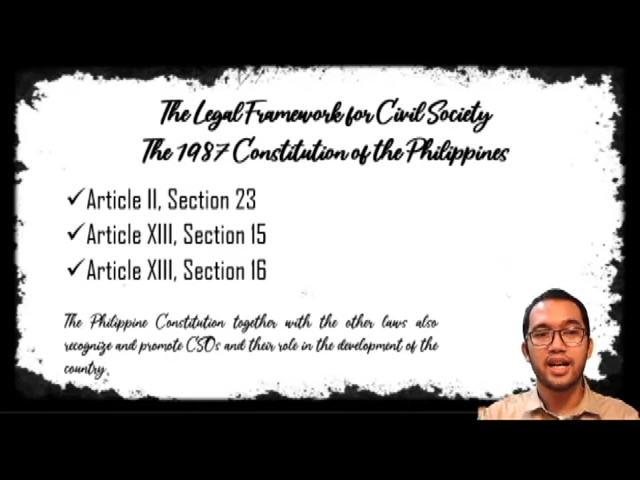 The Legal Framework for Civil Society
The 1987 Constitution of the Philippines
✓Article II, Section 23
✓Article XIII, Section 15
✓Article XIII, Section 16
The Philippine Constitution together with the other laws also
recognize and promote CSOs and their role in the development of the
country.